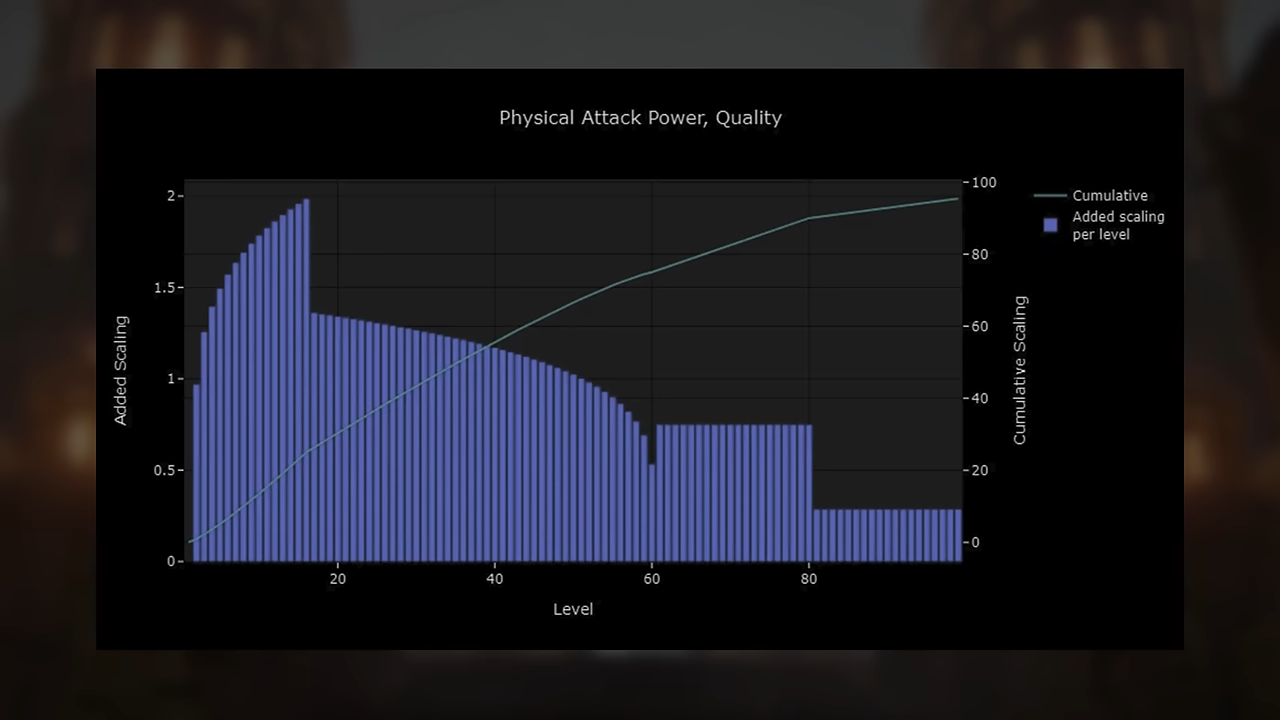 Physical Attack Power, Quality
2
1.5
1
0.5
0
Added Scaling
20
40
60
80
Level
100
80
60
40
20
0
Cumulative Scaling
Cumulative
Added scaling
per level